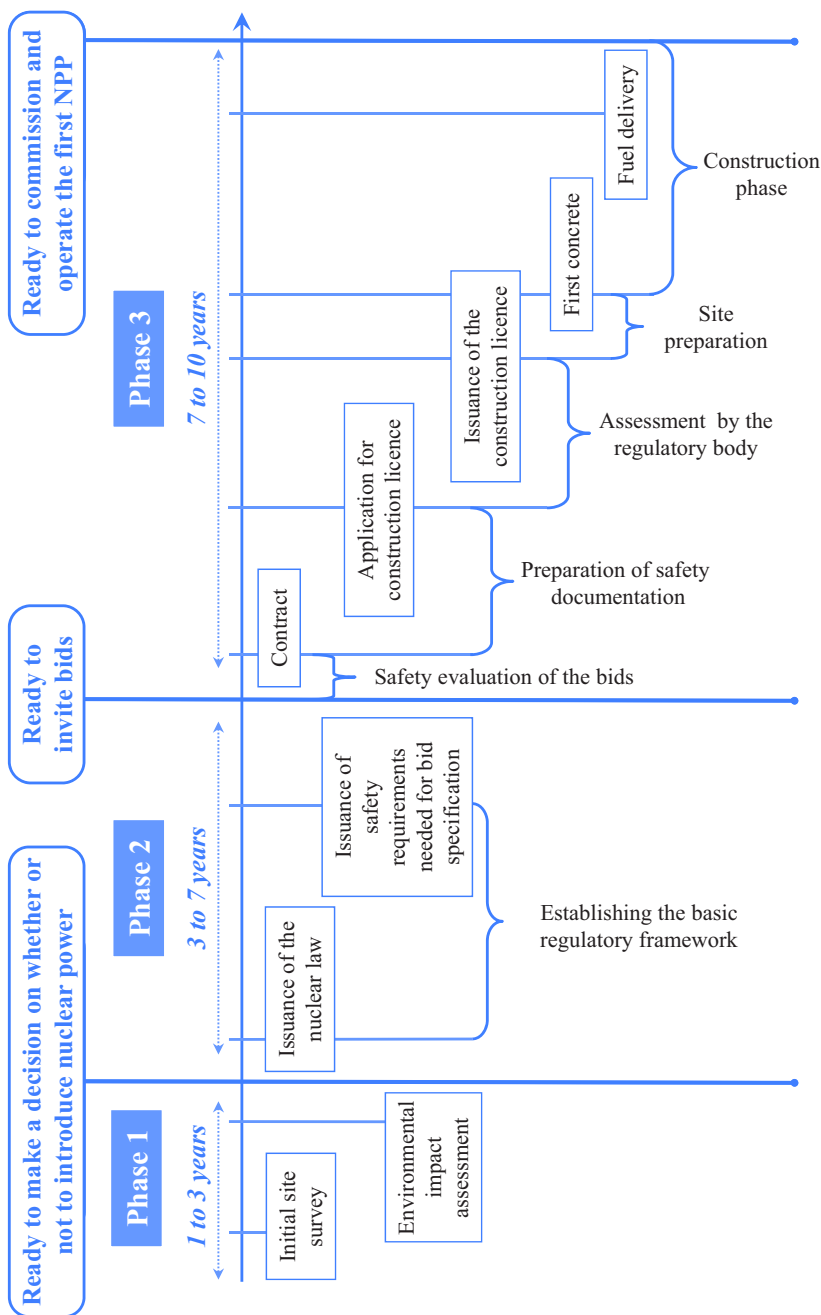 Ready to make a decision on whether or
not to introduce nuclear power
Ready to
invite bids
Ready to commission and
operate the first NPP
Phase 1
Phase 2
Phase 3
1 to 3 years
3 to 7 years
7 to 10 years
Initial site
survey
Environmental
impact
assessment
Issuance of the
nuclear law
Issuance of
safety
requirements
needed for bid
specification
Establishing the basic
regulatory framework
Contract
Safety evaluation of the bids
Application for
construction licence
Preparation of safety
documentation
Issuance of the
construction licence
Assessment by the
regulatory body
First concrete
Site
preparation
Fuel delivery
Construction
phase